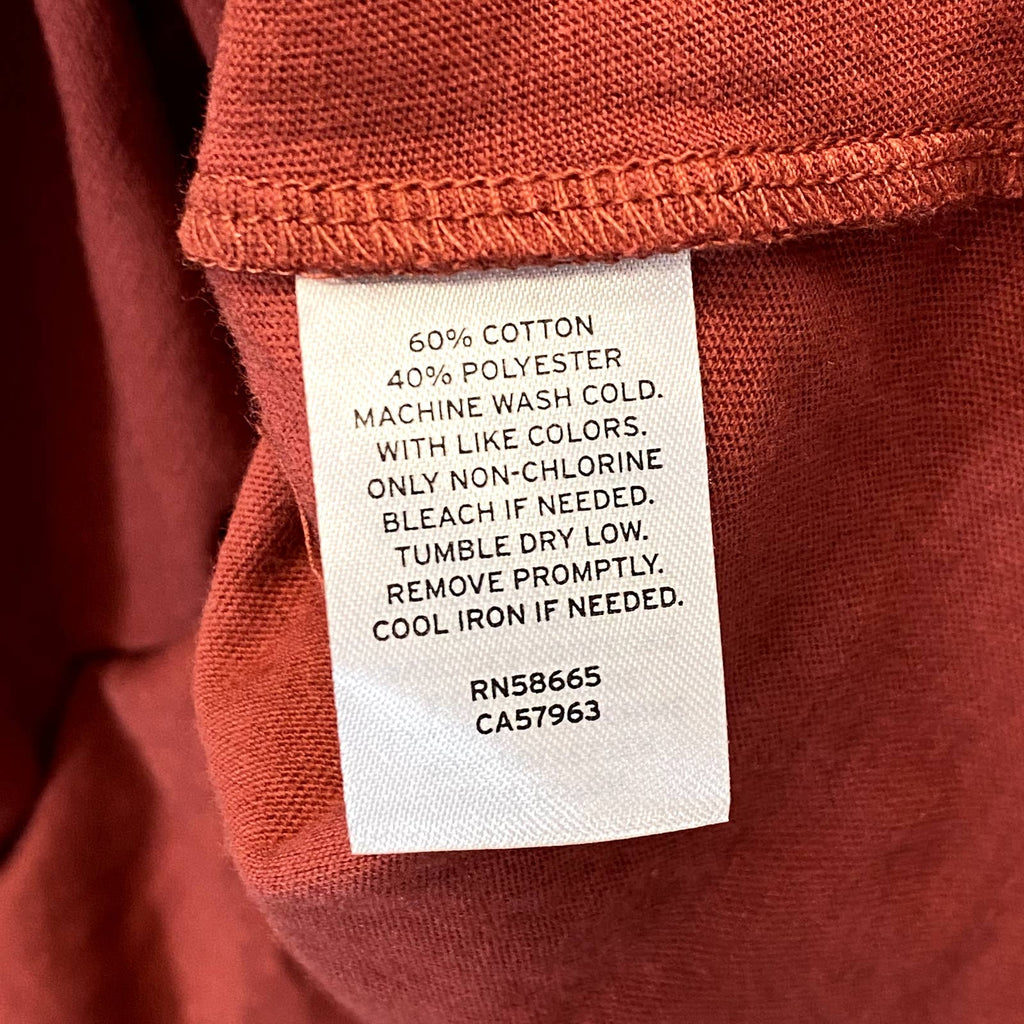 60% COTTON
40% POLYESTER
MACHINE WASH COLD.
WITH LIKE COLORS.
ONLY NON-CHLORINE
BLEACH IF NEEDED.
TUMBLE DRY LOW.
REMOVE PROMPTLY.
COOL IRON IF NEEDED.
RN58665
CA57963